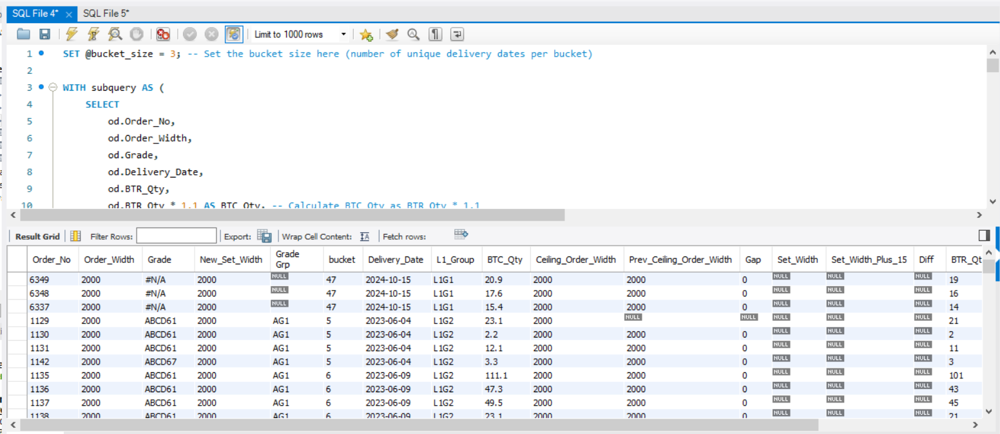 SQL File 4* × SQL File 5*
Limit to 1000 rows
1 SET @bucket_size = 3; -- Set the bucket size here (number of unique delivery dates per bucket)
2
3 WITH subquery AS (
4 SELECT
5 od.Order_No,
6 od.Order_Width,
7 od.Grade,
8 od.Delivery_Date,
9 od.BTR_Qty,
10 od.BTR_Qty * 1.1 AS BTC_Qty, -- Calculate BTC_Qty as BTR_Qty * 1.1
Result Grid Filter Rows: Export: Wrap Cell Content: Fetch rows:
Order_No Order_Width Grade New_Set_Width Grade Grp bucket Delivery_Date L1_Group BTC_Qty Ceiling_Order_Width Prev_Ceiling_Order_Width Gap Set_Width Set_Width_Plus_15 Diff BTR_Qt
6349 2000 #N/A 2000 NULL 47 2024-10-15 L1G1 20.9 2000 2000 0 NULL NULL NULL 19
6348 2000 #N/A 2000 NULL 47 2024-10-15 L1G1 17.6 2000 2000 0 NULL NULL NULL 16
6337 2000 #N/A 2000 NULL 47 2024-10-15 L1G1 15.4 2000 2000 0 NULL NULL NULL 14
1129 2000 ABCD61 2000 AG1 5 2023-06-04 L1G2 23.1 2000 NULL NULL NULL NULL NULL 21
1130 2000 ABCD61 2000 AG1 5 2023-06-04 L1G2 2.2 2000 2000 0 NULL NULL NULL 2
1131 2000 ABCD61 2000 AG1 5 2023-06-04 L1G2 12.1 2000 2000 0 NULL NULL NULL 11
1142 2000 ABCD67 2000 AG1 5 2023-06-04 L1G2 3.3 2000 2000 0 NULL NULL NULL 3
1135 2000 ABCD61 2000 AG1 6 2023-06-09 L1G2 111.1 2000 2000 0 NULL NULL NULL 101
1136 2000 ABCD61 2000 AG1 6 2023-06-09 L1G2 47.3 2000 2000 0 NULL NULL NULL 43
1137 2000 ABCD61 2000 AG1 6 2023-06-09 L1G2 49.5 2000 2000 0 NULL NULL NULL 45
1138 2000 ABCD61 2000 AG1 6 2023-06-09 L1G2 23.1 2000 2000 0 NULL NULL NULL 21